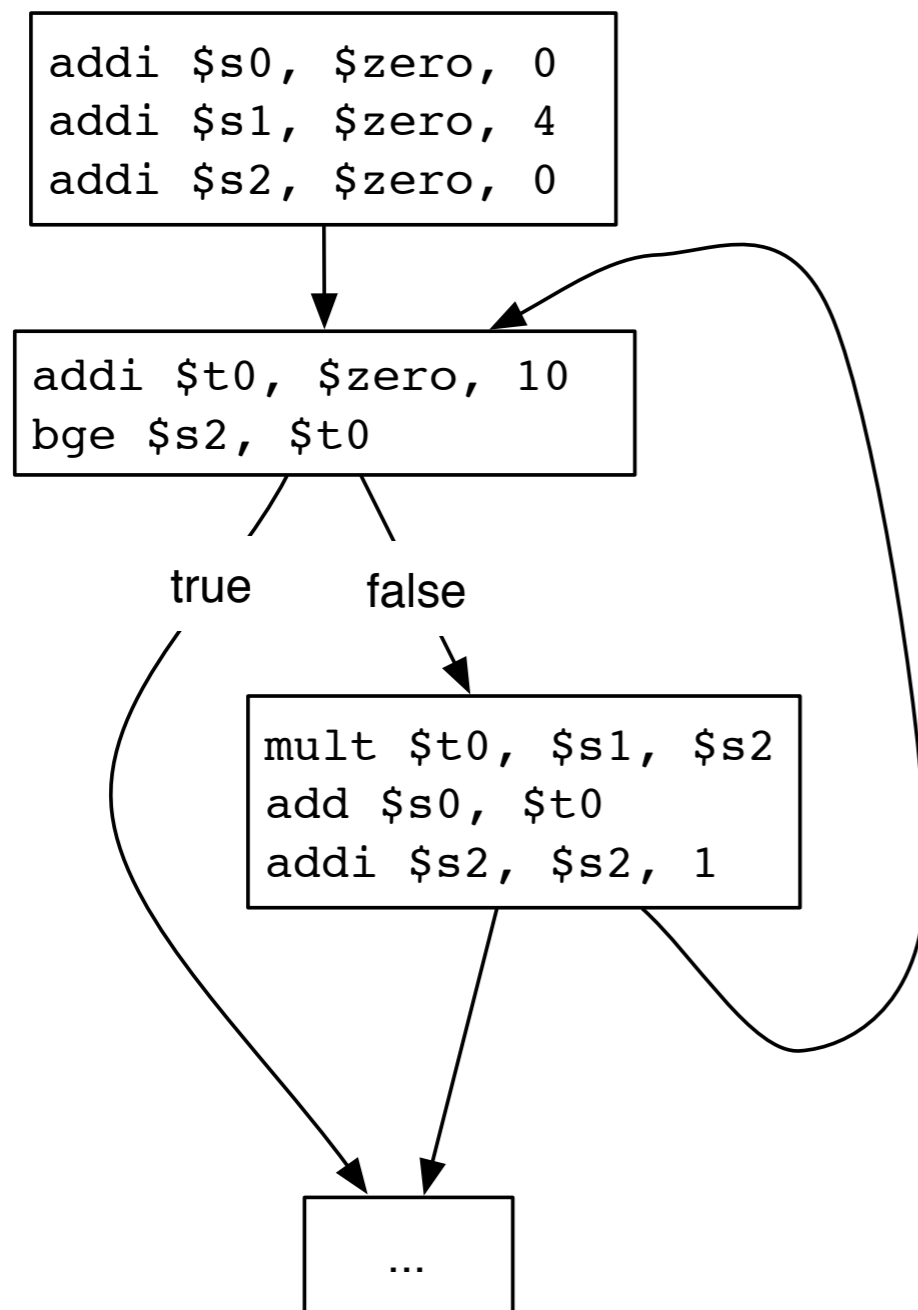 addi $s0, $zero, 0
addi $s1, $zero, 4
addi $s2, $zero, 0
addi $t0, $zero, 10
bge $s2, $t0
true
false
mult $t0, $s1, $s2
add $s0, $t0
addi $s2, $s2, 1
...